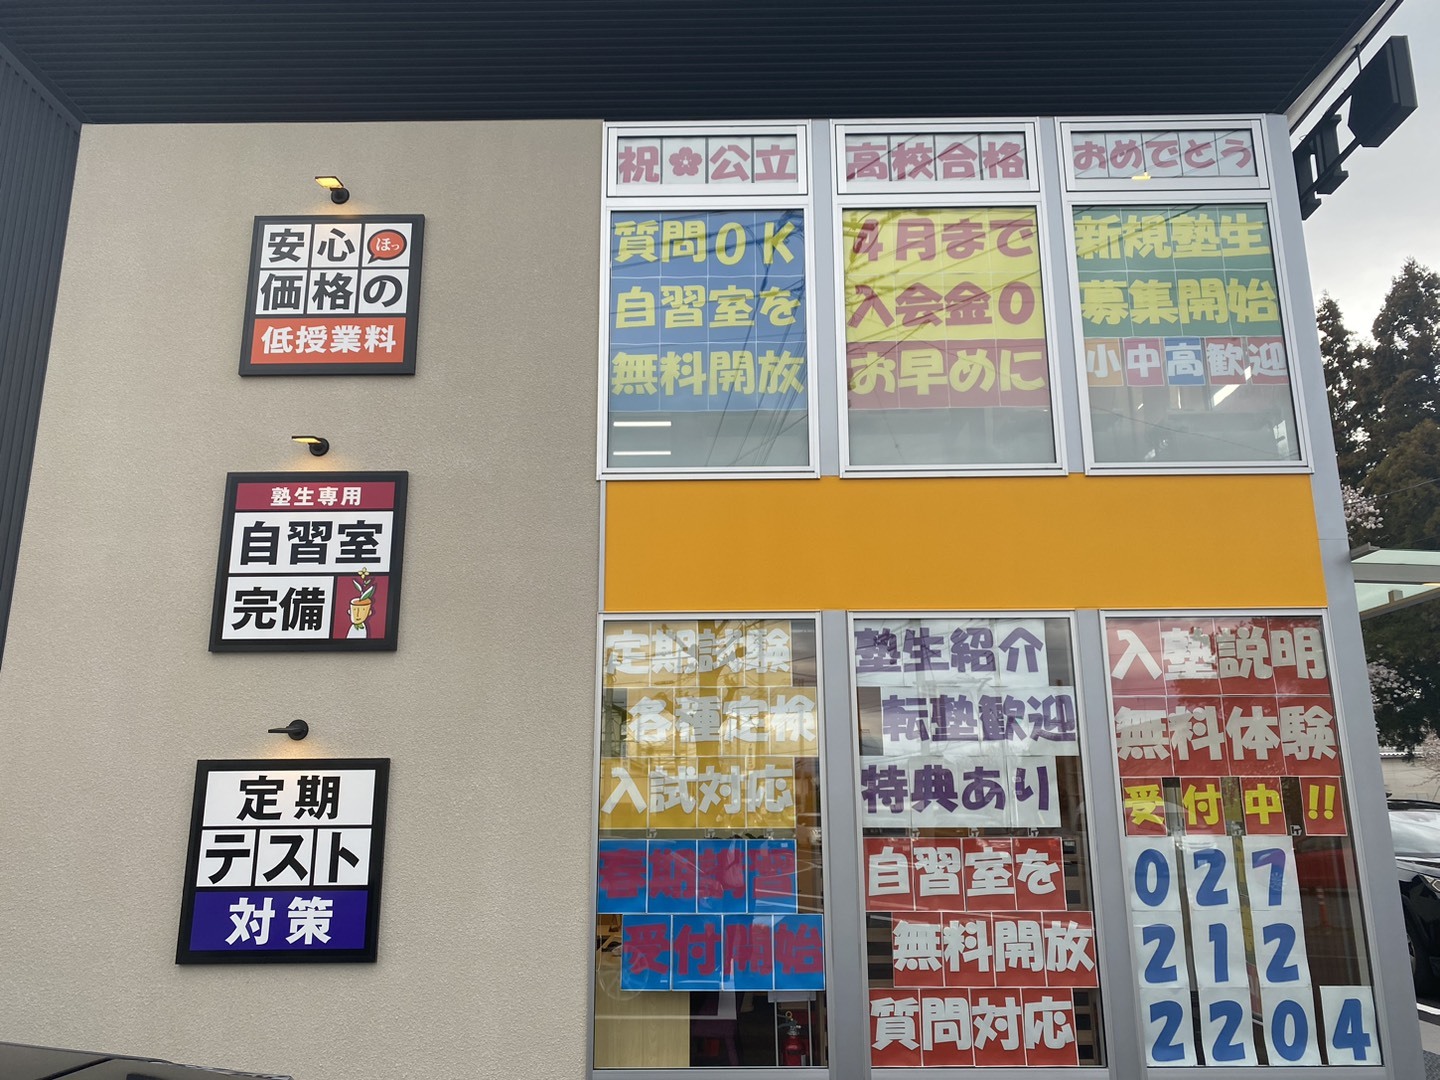 安心 ほっ
価格の
低授業料
塾生専用
自習室
完備
定期
テスト
対策
祝 公立 高校合格 おめでとう
質問OK
自習室を
無料開放
4月まで
入会金0
お早めに
新規塾生
募集開始
小中高歓迎
定期試験
各種定検
入試対応
春期講習
受付開始
塾生紹介
転塾歓迎
特典あり
自習室を
無料開放
質問対応
入塾説明
無料体験
受付中!!
027
212
2204